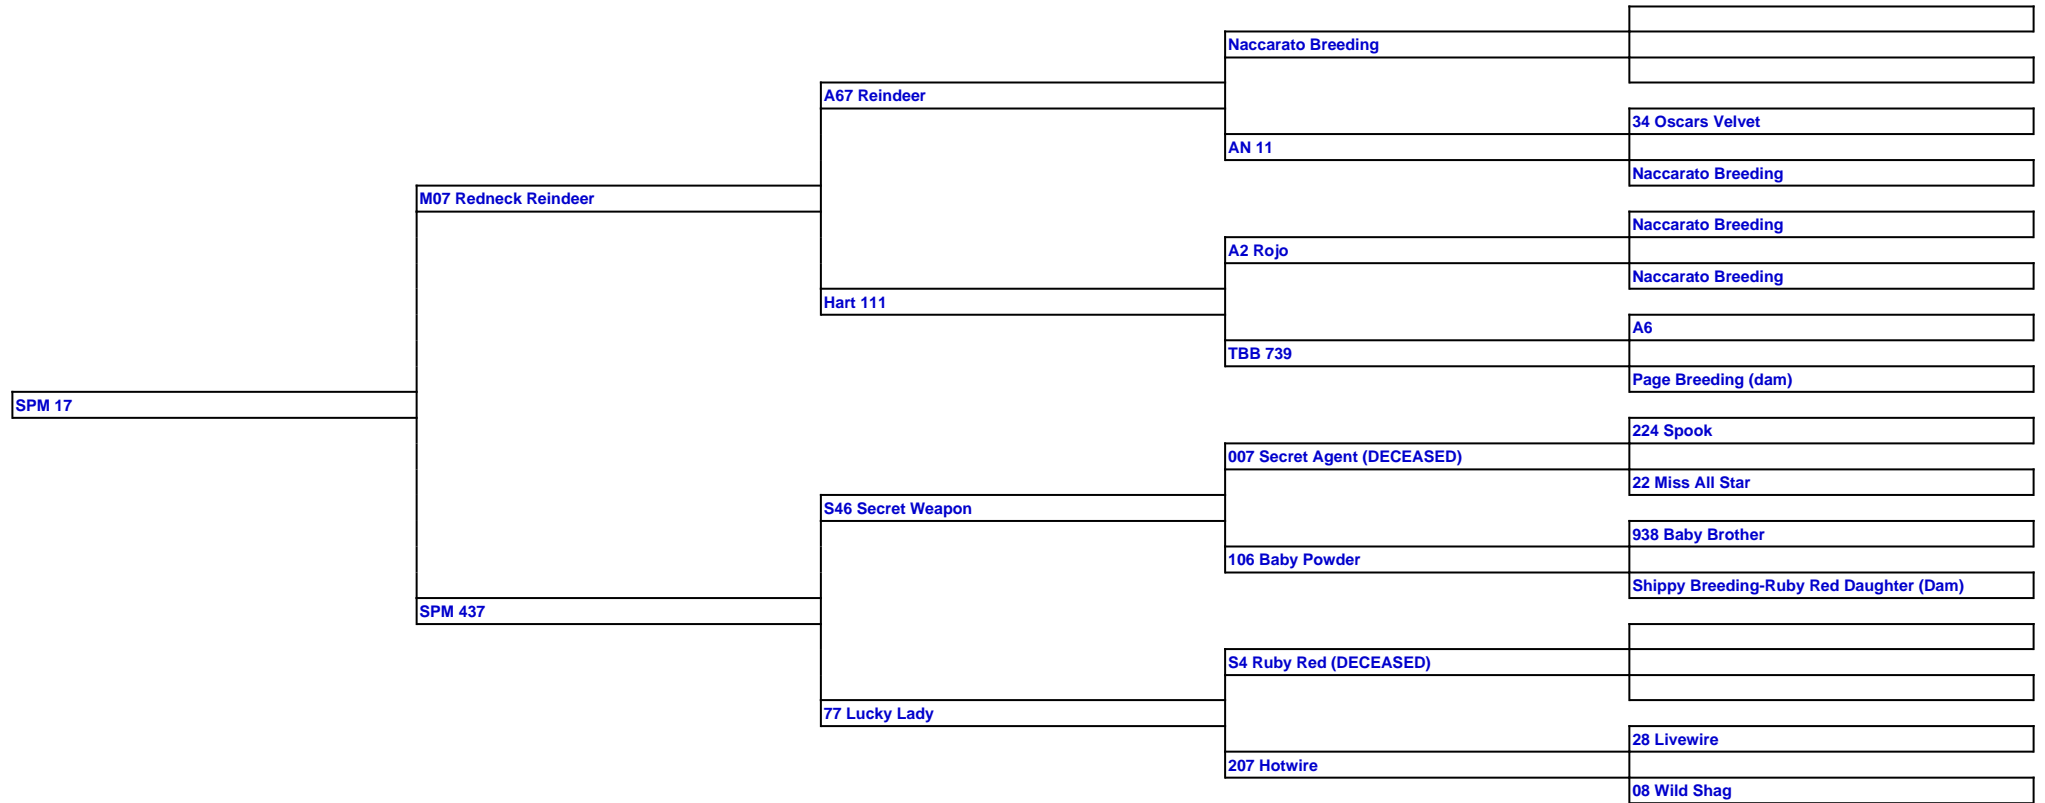 Naccarato Breeding
A67 Reindeer
34 Oscars Velvet
AN 11
Naccarato Breeding
M07 Redneck Reindeer
Naccarato Breeding
A2 Rojo
Naccarato Breeding
Hart 111
A6
TBB 739
Page Breeding (dam)
SPM 17
224 Spook
007 Secret Agent (DECEASED)
22 Miss All Star
S46 Secret Weapon
938 Baby Brother
106 Baby Powder
Shippy Breeding-Ruby Red Daughter (Dam)
SPM 437
S4 Ruby Red (DECEASED)
77 Lucky Lady
28 Livewire
207 Hotwire
08 Wild Shag